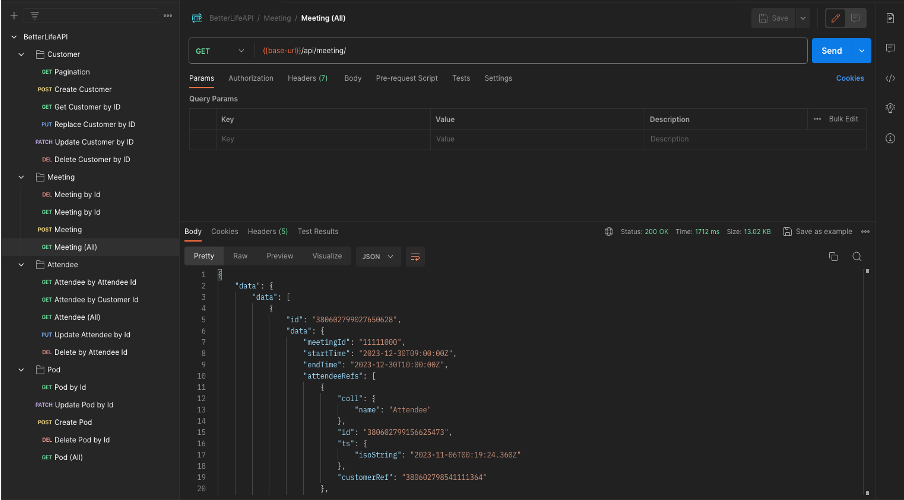 BetterLifeAPI / Meeting / Meeting (All)
Save
BetterLifeAPI
Customer
GET Pagination
POST Create Customer
GET Get Customer by ID
PUT Replace Customer by ID
PATCH Update Customer by ID
DEL Delete Customer by ID
Meeting
DEL Meeting by Id
GET Meeting by Id
POST Meeting
GET Meeting (All)
Attendee
GET Attendee by Attendee Id
GET Attendee by Customer Id
GET Attendee (All)
PUT Update Attendee by Id
DEL Delete by Attendee Id
Pod
GET Pod by Id
PATCH Update Pod by Id
POST Create Pod
DEL Delete Pod by Id
GET Pod (All)
GET {{base-url}}/api/meeting/ Send
Params Authorization Headers (7) Body Pre-request Script Tests Settings Cookies
Query Params
Key Value Description Bulk Edit
Key Value Description
Body Cookies Headers (5) Test Results Status: 200 OK Time: 1712 ms Size: 13.02 KB Save as example
Pretty Raw Preview Visualize JSON
1 {
2 "data": {
3 "data": [
4 {
5 "id": "380602799027650628",
6 "data": {
7 "meetingId": "11111000",
8 "startTime": "2023-12-30T09:00:00Z",
9 "endTime": "2023-12-30T10:00:00Z",
10 "attendeeRefs": [
11 {
12 "coll": {
13 "name": "Attendee"
14 },
15 "id": "380602799156625473",
16 "ts": {
17 "isoString": "2023-11-06T00:19:24.360Z"
18 },
19 "customerRef": "380602798541111364"
20 },